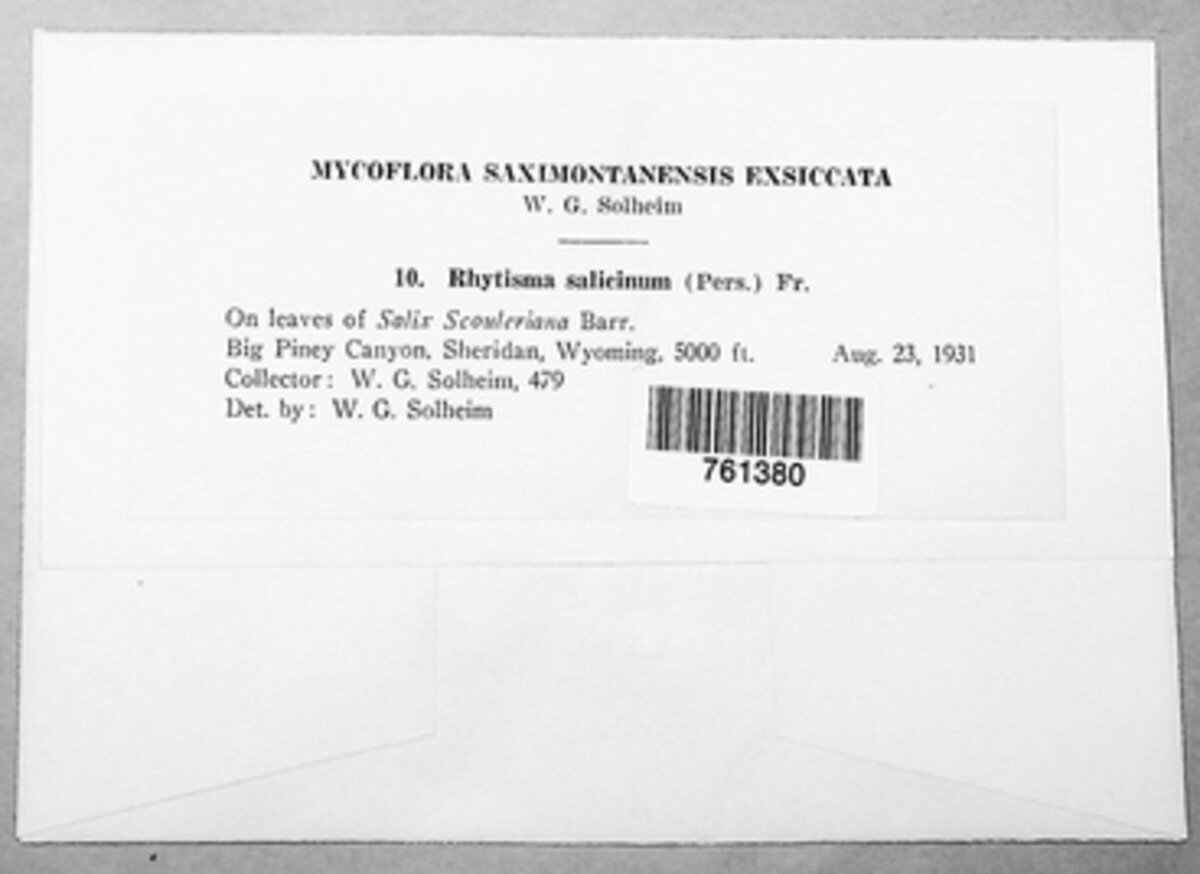 MYCOFLORA SAXIMONTANENSIS EXSICCATA
W. G. Solheim
10. Rhytisma salicinum (Pers.) Fr.
On leaves of Salix Scouleriana Barr.
Big Piney Canyon, Sheridan, Wyoming, 5000 ft. Aug. 23, 1931
Collector: W. G. Solheim, 479
Det. by: W. G. Solheim
761380